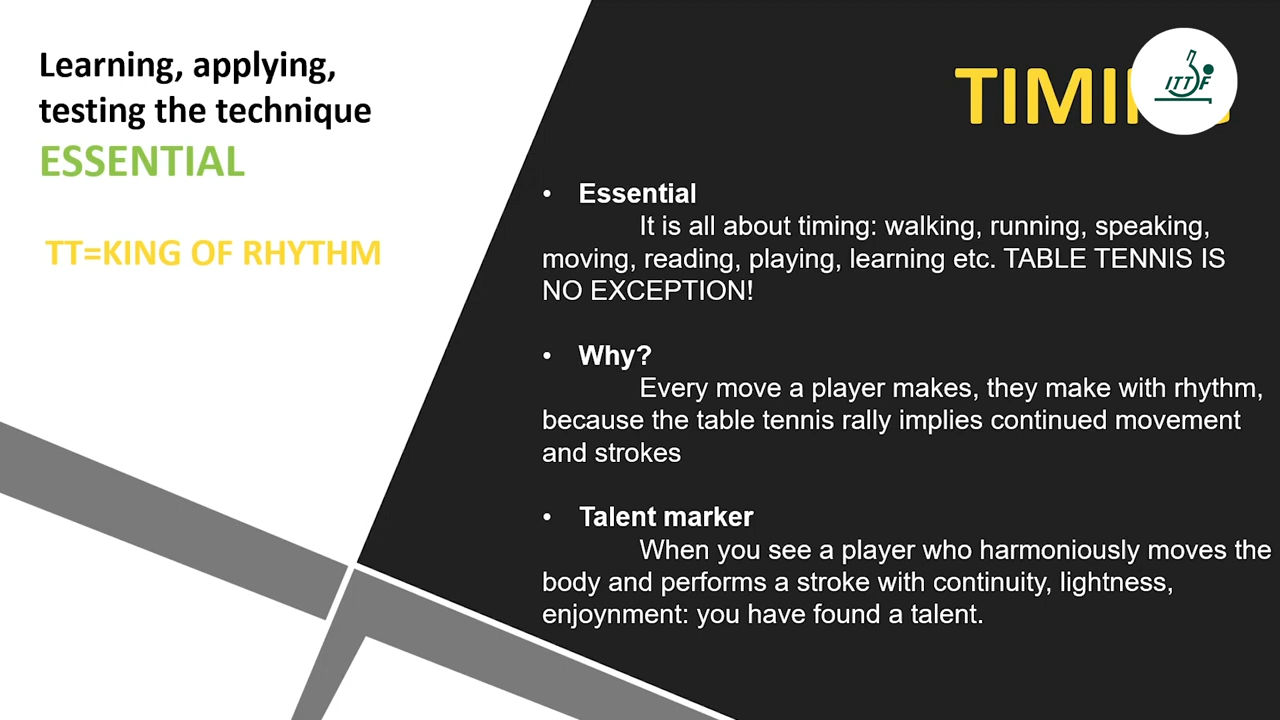 Learning, applying,
testing the technique
ESSENTIAL
TT=KING OF RHYTHM
TIMI
ITTF
• Essential
It is all about timing: walking, running, speaking,
moving, reading, playing, learning etc. TABLE TENNIS IS
NO EXCEPTION!
• Why?
Every move a player makes, they make with rhythm,
because the table tennis rally implies continued movement
and strokes
• Talent marker
When you see a player who harmoniously moves the
body and performs a stroke with continuity, lightness,
enjoynment: you have found a talent.